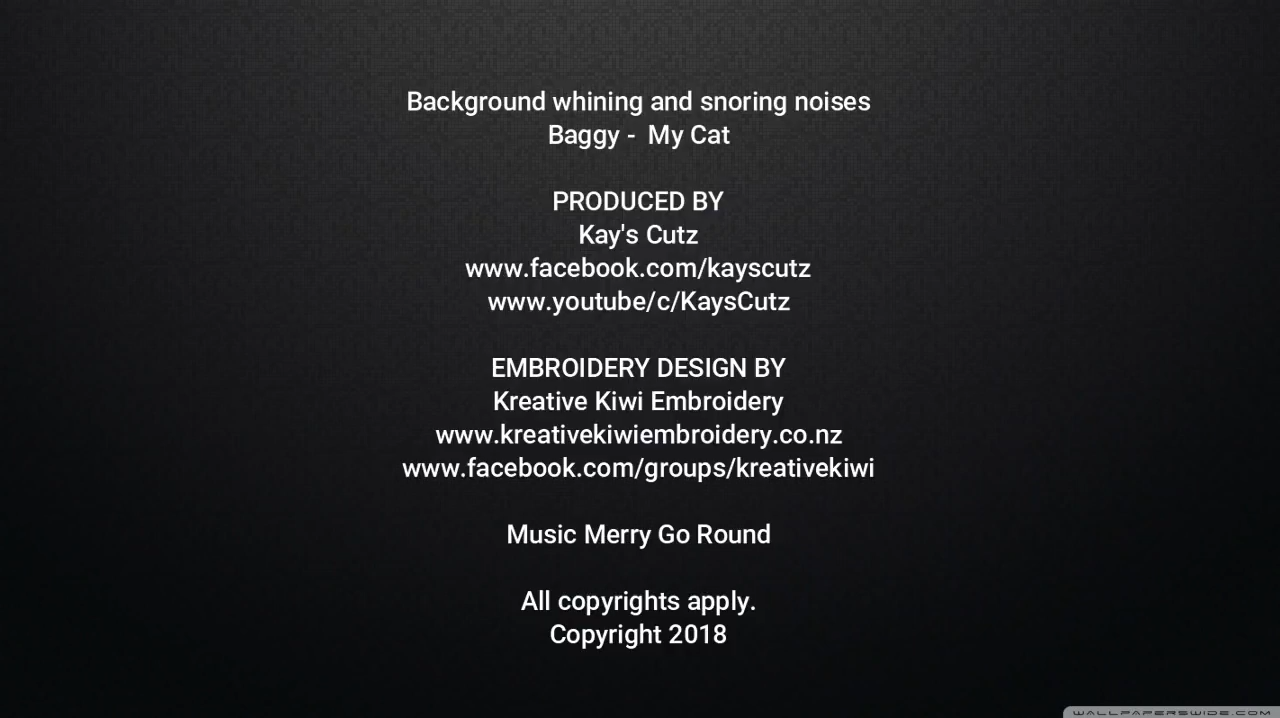 Background whining and snoring noises
Baggy -  My Cat
PRODUCED BY
Kay's Cutz
www.facebook.com/kayscutz
www.youtube/c/KaysCutz
EMBROIDERY DESIGN BY
Kreative Kiwi Embroidery
www.kreativekiwiembroidery.co.nz
www.facebook.com/groups/kreativekiwi
Music Merry Go Round
All copyrights apply.
Copyright 2018
WALLPAPERSWIDE.COM